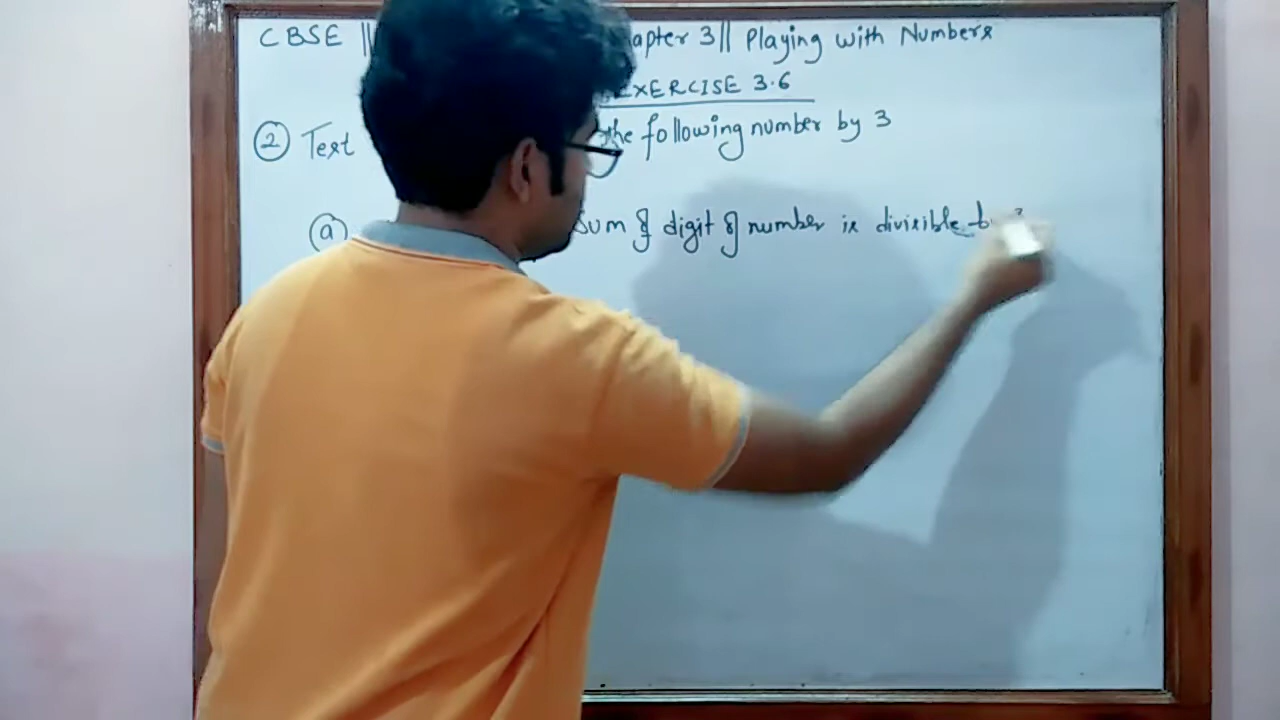 CBSE || apter 3 || Playing with Numbers
EXERCISE 3.6
② Test the following number by 3
ⓐ Sum of digit of number is divisible by 3